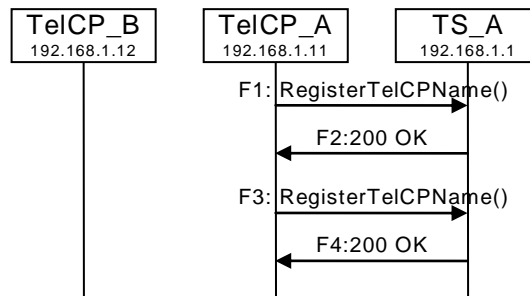 TelCP_B
192.168.1.12
TelCP_A
192.168.1.11
TS_A
192.168.1.1
F1: RegisterTelCPName()
F2:200 OK
F3: RegisterTelCPName()
F4:200 OK